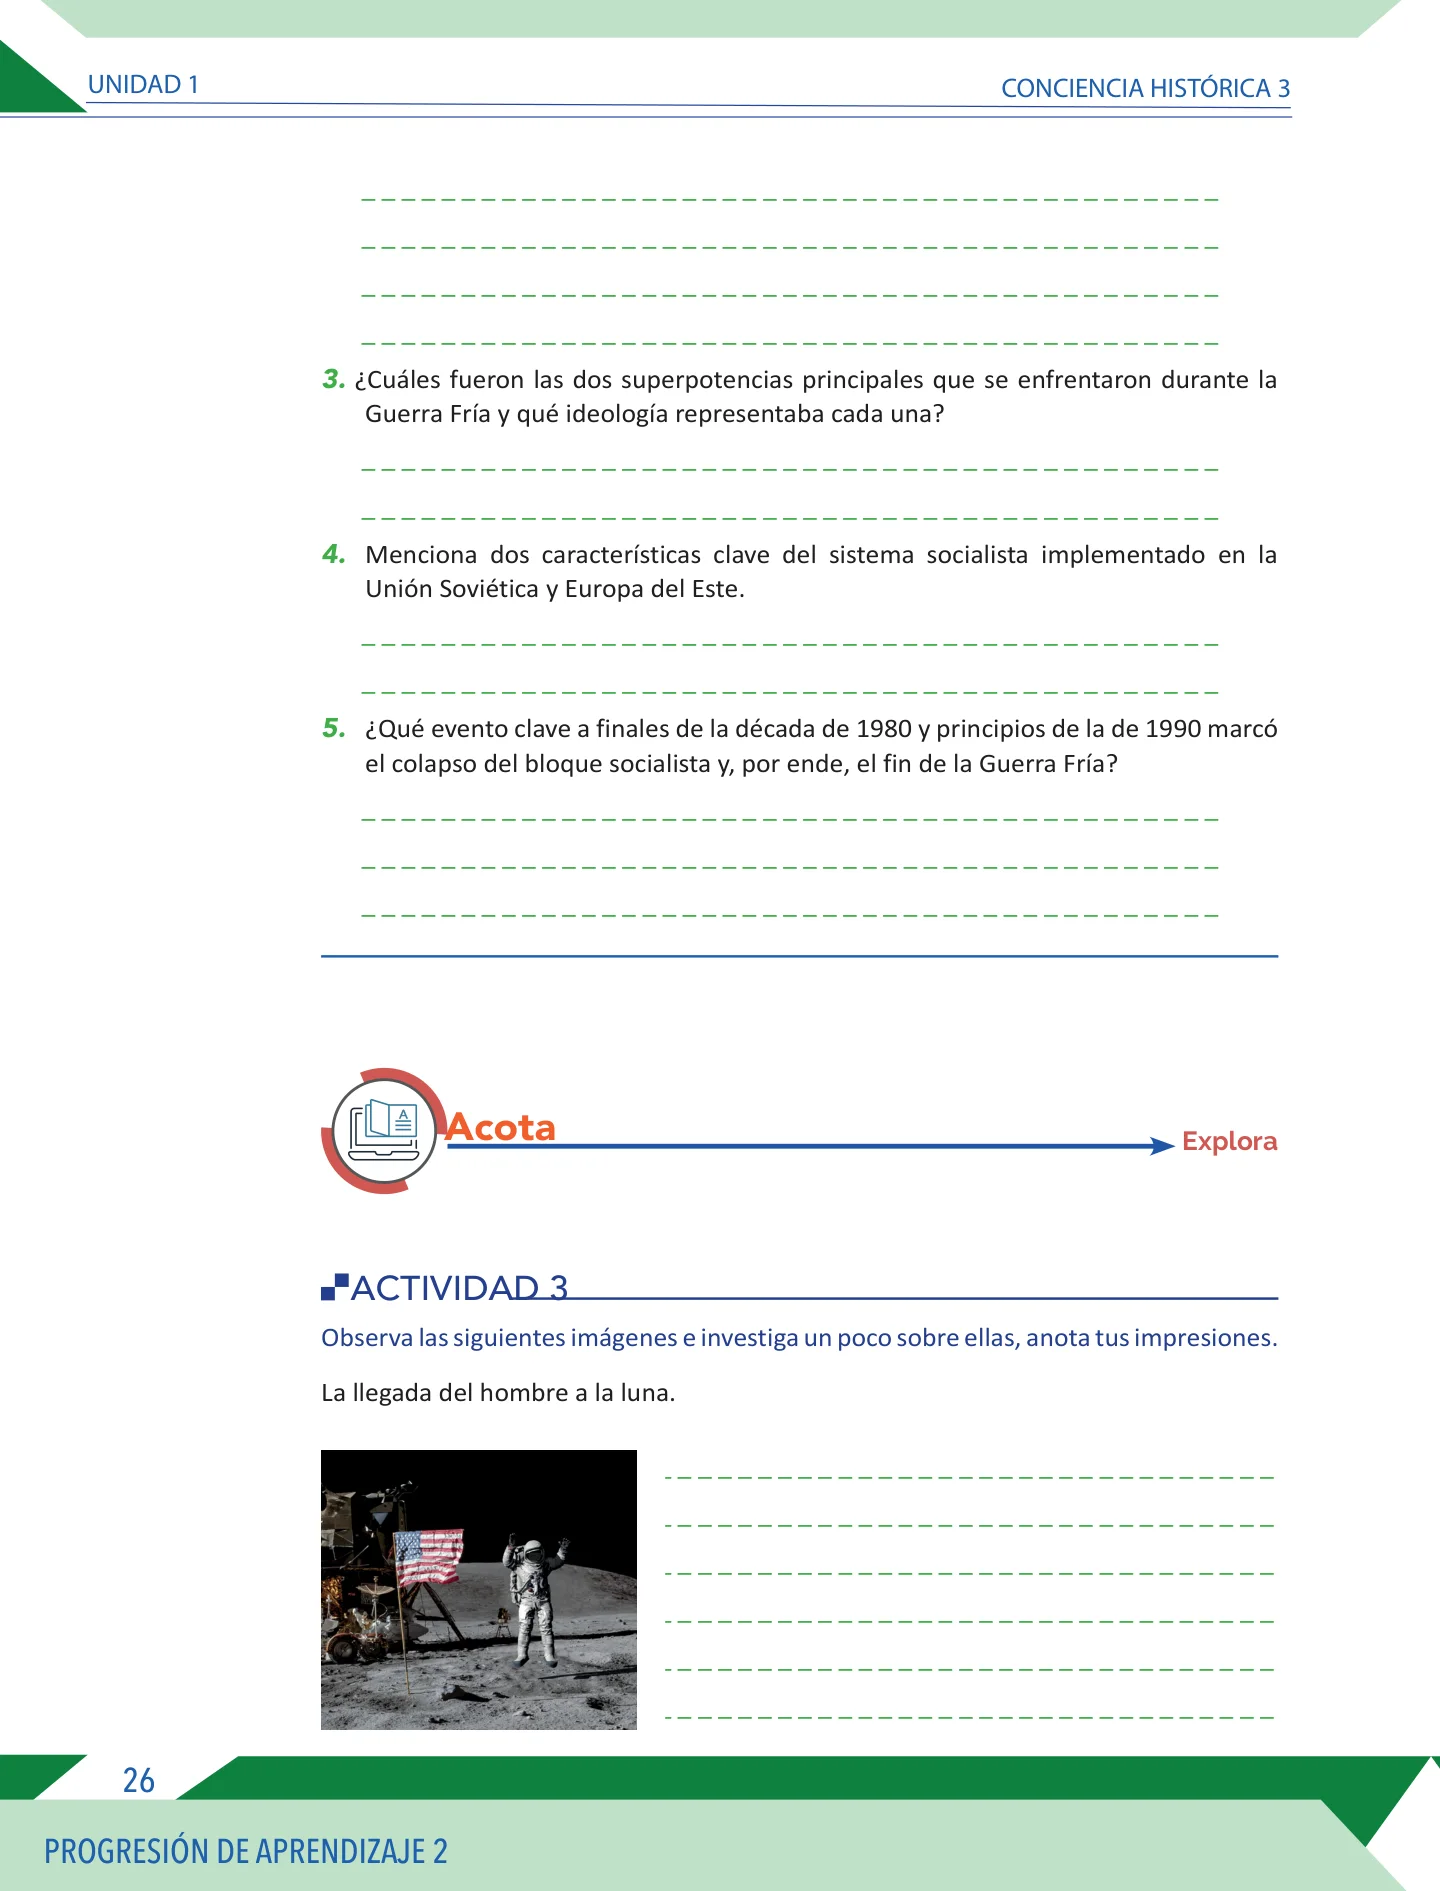 UNIDAD 1
CONCIENCIA HISTÓRICA 3
3. ¿Cuáles fueron las dos superpotencias principales que se enfrentaron durante la
Guerra Fría y qué ideología representaba cada una?
4. Menciona dos características clave del sistema socialista implementado en la
Unión Soviética y Europa del Este.
5. ¿Qué evento clave a finales de la década de 1980 y principios de la de 1990 marcó
el colapso del bloque socialista y, por ende, el fin de la Guerra Fría?
A
Acota
Explora
ACTIVIDAD 3
Observa las siguientes imágenes e investiga un poco sobre ellas, anota tus impresiones.
La llegada del hombre a la luna.
26
PROGRESIÓN DE APRENDIZAJE 2